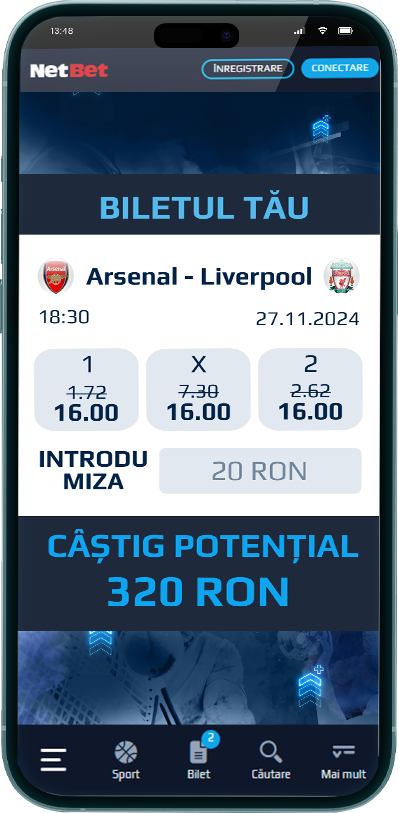 13:48
NetBet
ÎNREGISTRARE
CONECTARE
BILETUL TĂU
Arsenal
Arsenal - Liverpool
18:30
27.11.2024
1 X 2
1.72 7.30 2.62
16.00 16.00 16.00
INTRODU
MIZA
20 RON
CÂȘTIG POTENȚIAL
320 RON
2
Sport Bilet Căutare Mai mult